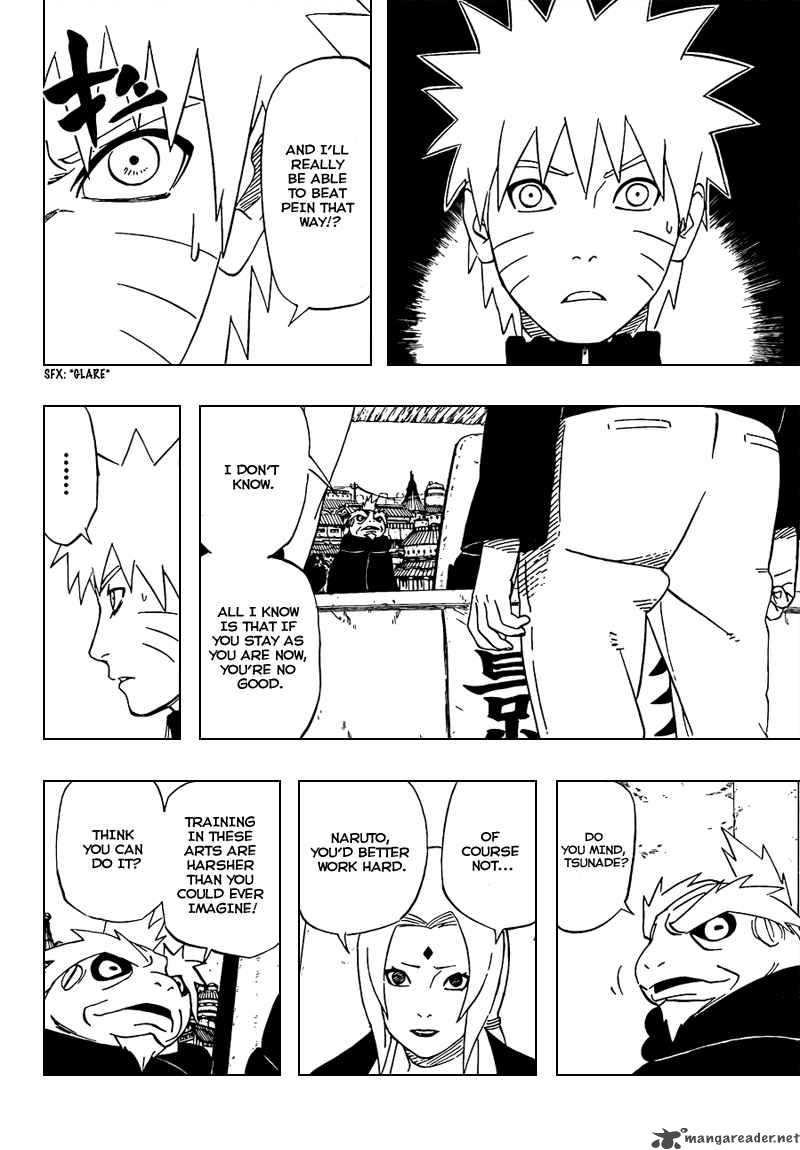 ギン
AND I'LL
REALLY
BE ABLE
TO BEAT
PEIN THAT
WAY!?
SFX: *GLARE*
I DON'T
KNOW.
ALL I KNOW
IS THAT IF
YOU STAY AS
YOU ARE NOW,
YOU'RE NO
GOOD.
景
......
DO
YOU MIND,
TSUNADE?
OF
COURSE
NOT...
NARUTO,
YOU'D BETTER
WORK HARD.
TRAINING
IN THESE
ARTS ARE
HARSHER
THAN YOU
COULD EVER
IMAGINE!
THINK
YOU CAN
DO IT?
mangareader.net